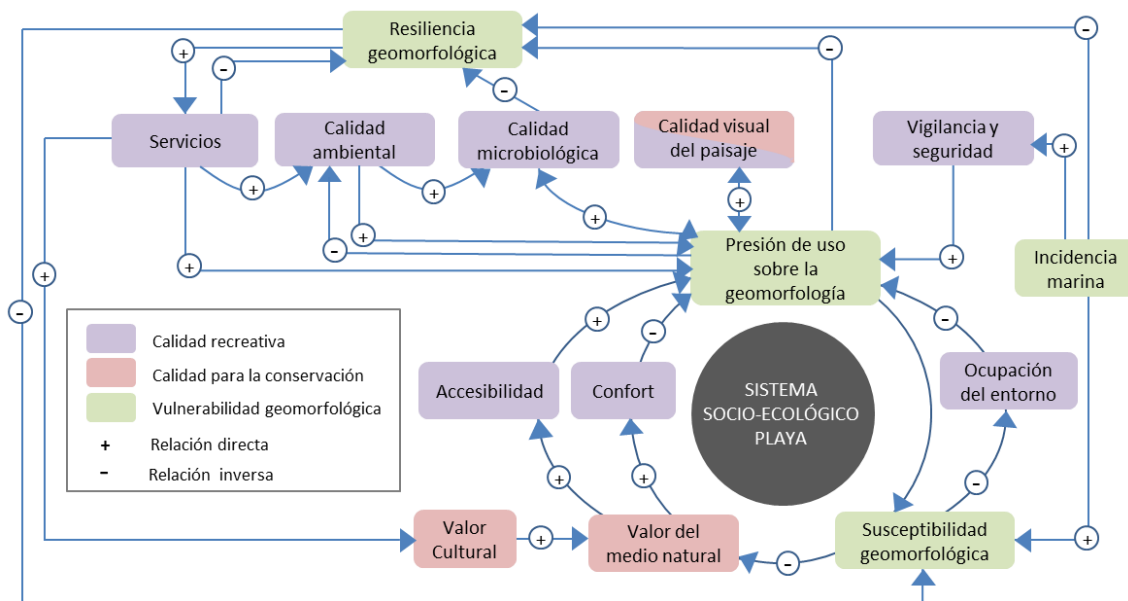 Resiliencia
geomorfológica
Servicios
Calidad
ambiental
Calidad
microbiológica
Calidad visual
del paisaje
Vigilancia y
seguridad
Presión de uso
sobre la
geomorfología
Incidencia
marina
Calidad recreativa
Calidad para la conservación
Vulnerabilidad geomorfológica
+ Relación directa
- Relación inversa
Accesibilidad
Confort
SISTEMA
SOCIO-ECOLÓGICO
PLAYA
Ocupación
del entorno
Valor
Cultural
Valor del
medio natural
Susceptibilidad
geomorfológica